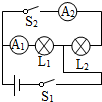 S₂ A₂
A₁ L₁ L₂
S₁